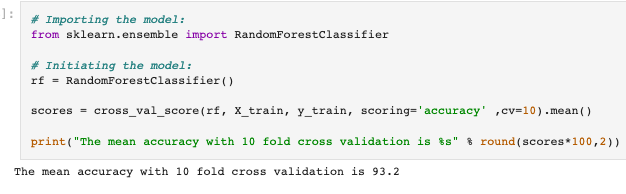 ]:
# Importing the model:
from sklearn.ensemble import RandomForestClassifier
# Initiating the model:
rf = RandomForestClassifier()
scores = cross_val_score(rf, X_train, y_train, scoring='accuracy' ,cv=10).mean()
print("The mean accuracy with 10 fold cross validation is %s" % round(scores*100,2))
The mean accuracy with 10 fold cross validation is 93.2